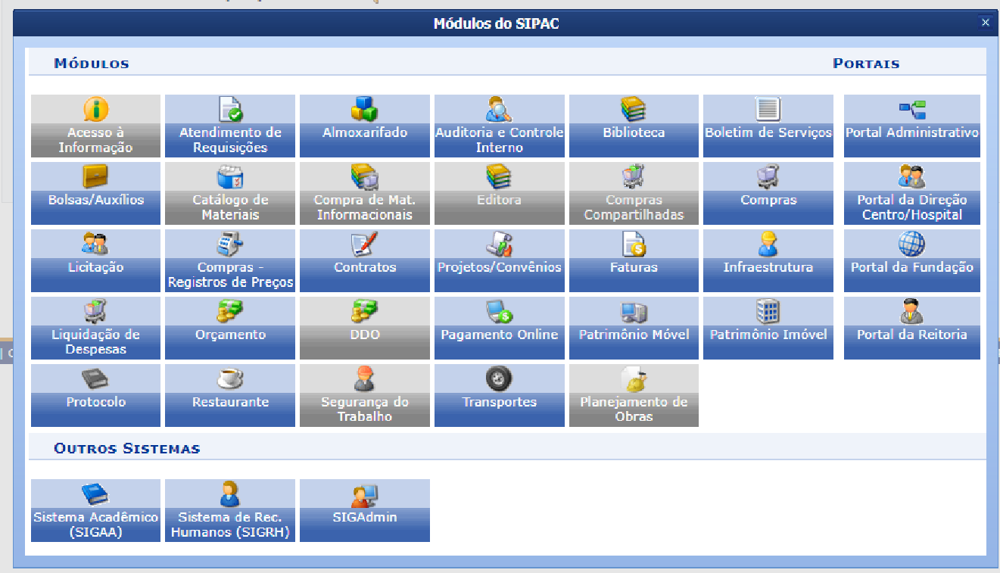 Módulos do SIPAC
MÓDULOS
PORTAIS
Acesso à
Informação
Atendimento de
Requisições
Almoxarifado
Auditoria e Controle
Interno
Biblioteca
Boletim de Serviços
Portal Administrativo
Bolsas/Auxílios
Catálogo de
Materiais
Compra de Mat.
Informacionais
Editora
Compras
Compartilhadas
Compras
Portal da Direção
Centro/Hospital
Licitação
Compras -
Registros de Preços
Contratos
Projetos/Convênios
Faturas
Infraestrutura
Portal da Fundação
Liquidação de
Despesas
Orçamento
DDO
Pagamento Online
Patrimônio Móvel
Patrimônio Imóvel
Portal da Reitoria
Protocolo
Restaurante
Segurança do
Trabalho
Transportes
Planejamento de
Obras
OUTROS SISTEMAS
Sistema Acadêmico
(SIGAA)
Sistema de Rec.
Humanos (SIGRH)
SIGAdmin